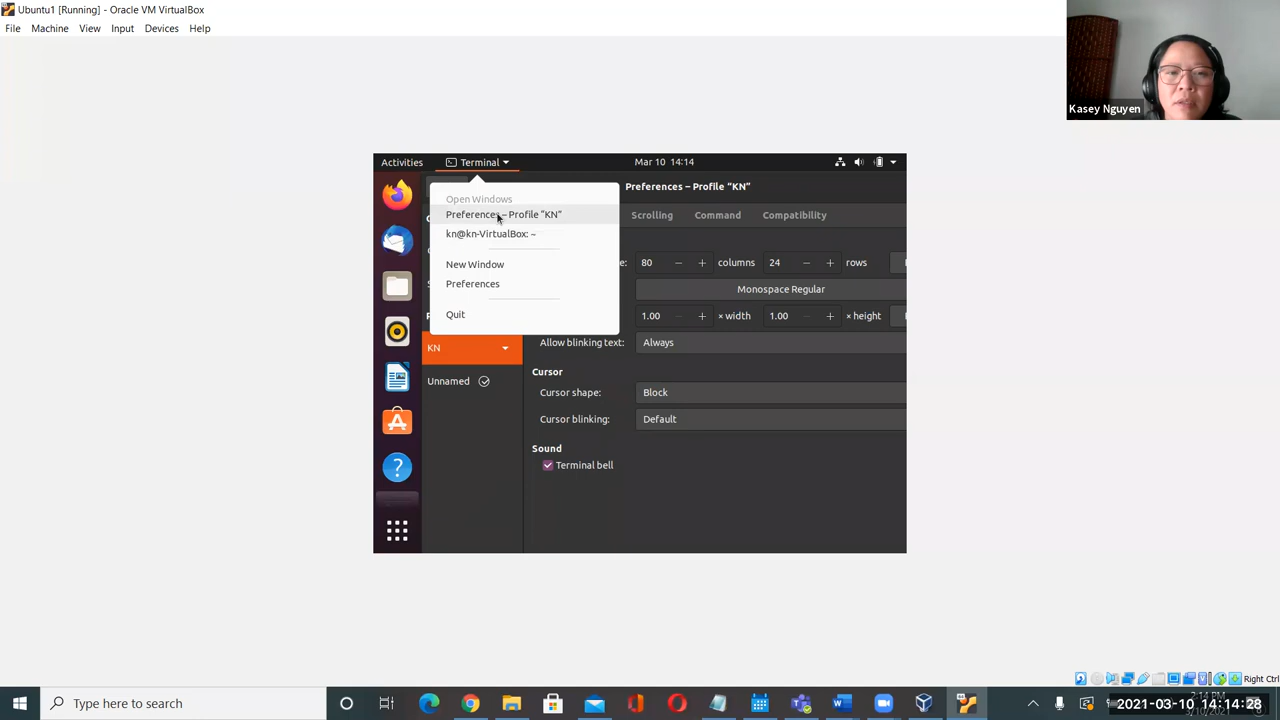 Ubuntu1 [Running] - Oracle VM VirtualBox
File Machine View Input Devices Help
Kasey Nguyen
Activities Terminal Mar 10 14:14
Preferences – Profile “KN”
Open Windows
Preferences – Profile “KN”
kn@kn-VirtualBox: ~
New Window
Preferences
Quit
Scrolling Command Compatibility
80 columns 24 rows
Monospace Regular
1.00 × width 1.00 × height
KN
Allow blinking text: Always
Unnamed
Cursor
Cursor shape: Block
Cursor blinking: Default
Sound
Terminal bell
Right Ctrl
Type here to search
2021-03-10 14:14:28